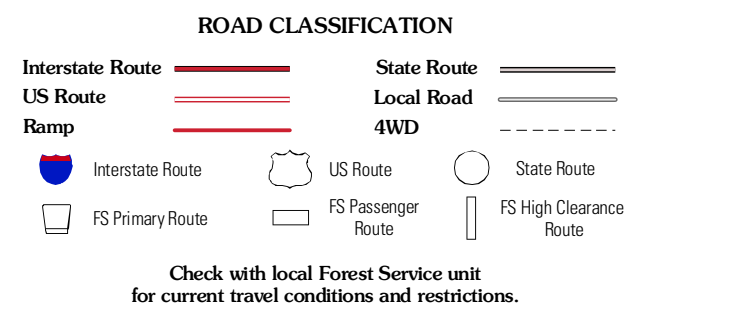 ROAD CLASSIFICATION
Interstate Route
State Route
US Route
Local Road
Ramp
4WD
Interstate Route
US Route
State Route
FS Primary Route
FS Passenger
Route
FS High Clearance
Route
Check with local Forest Service unit
for current travel conditions and restrictions.